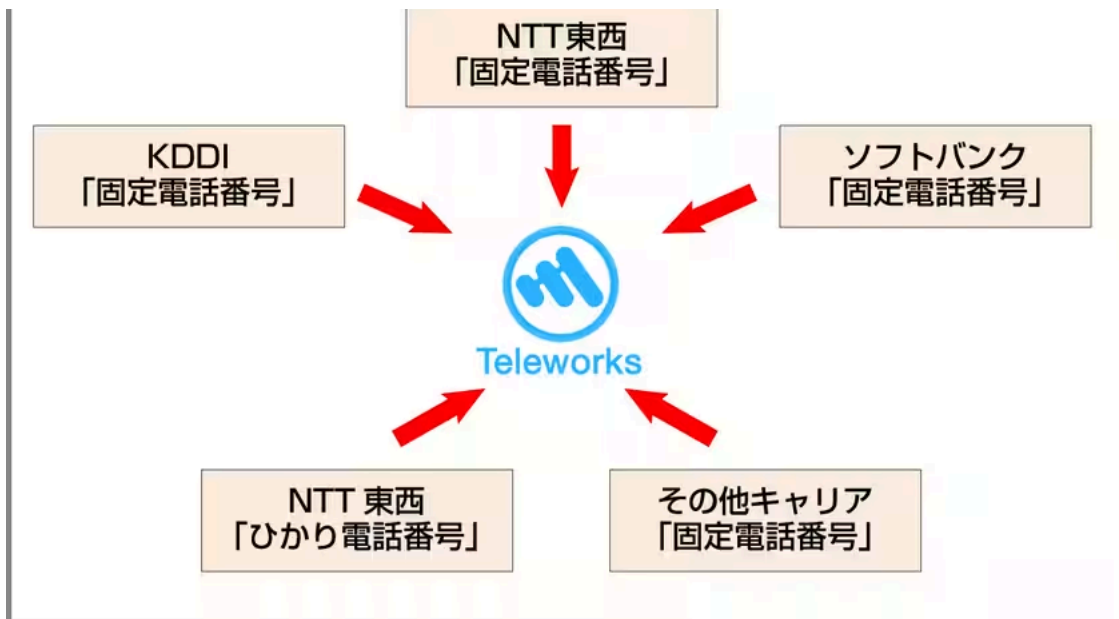 NTT東西
「固定電話番号」
KDDI
「固定電話番号」
ソフトバンク
「固定電話番号」
Teleworks
NTT 東西
「ひかり電話番号」
その他キャリア
「固定電話番号」